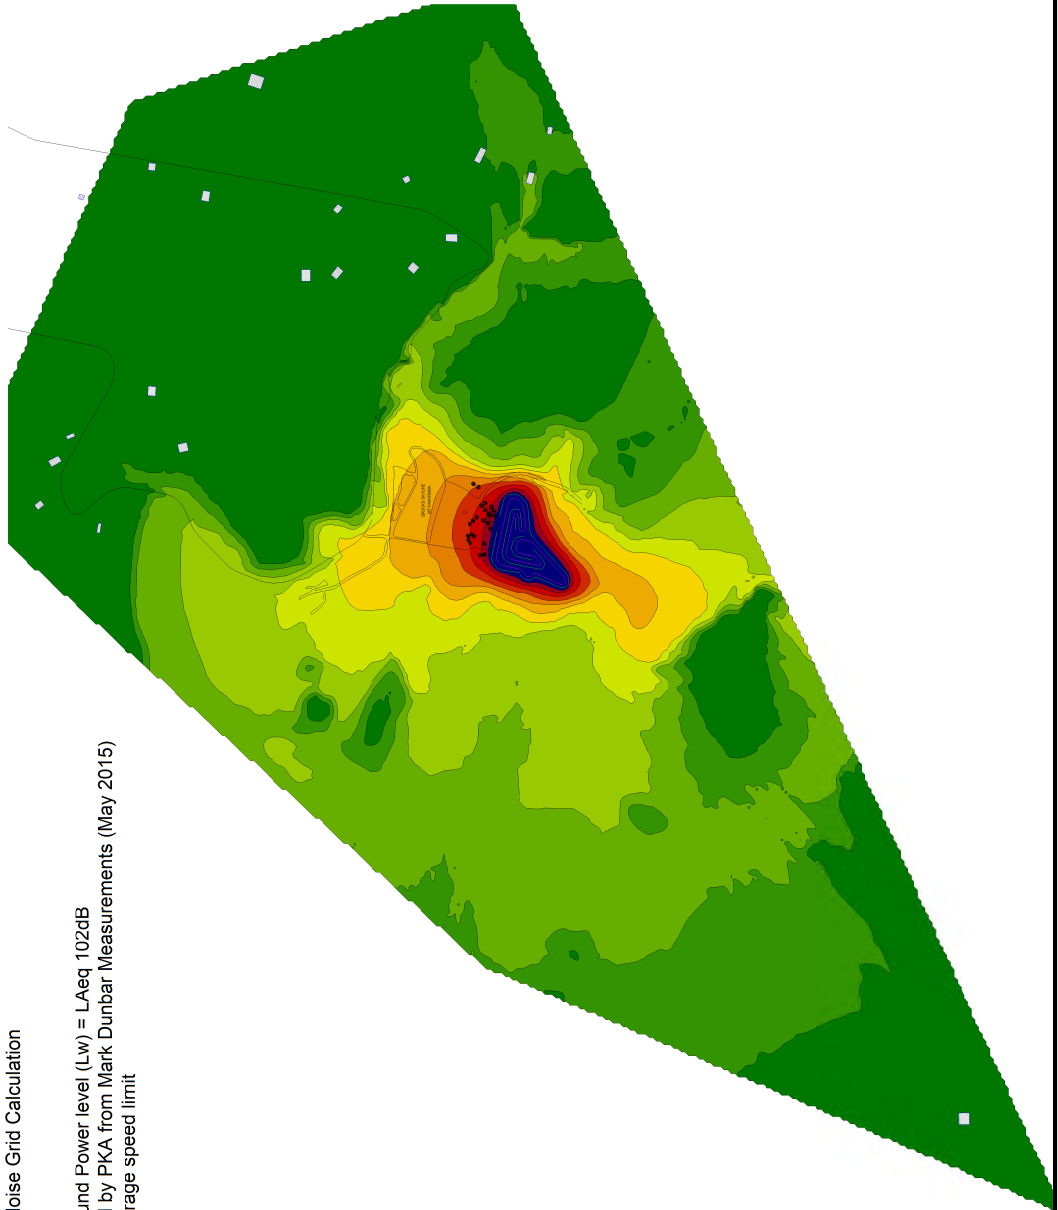 loise Grid Calculation
und Power level (Lw) = LAeq 102dB
l by PKA from Mark Dunbar Measurements (May 2015)
rage speed limit